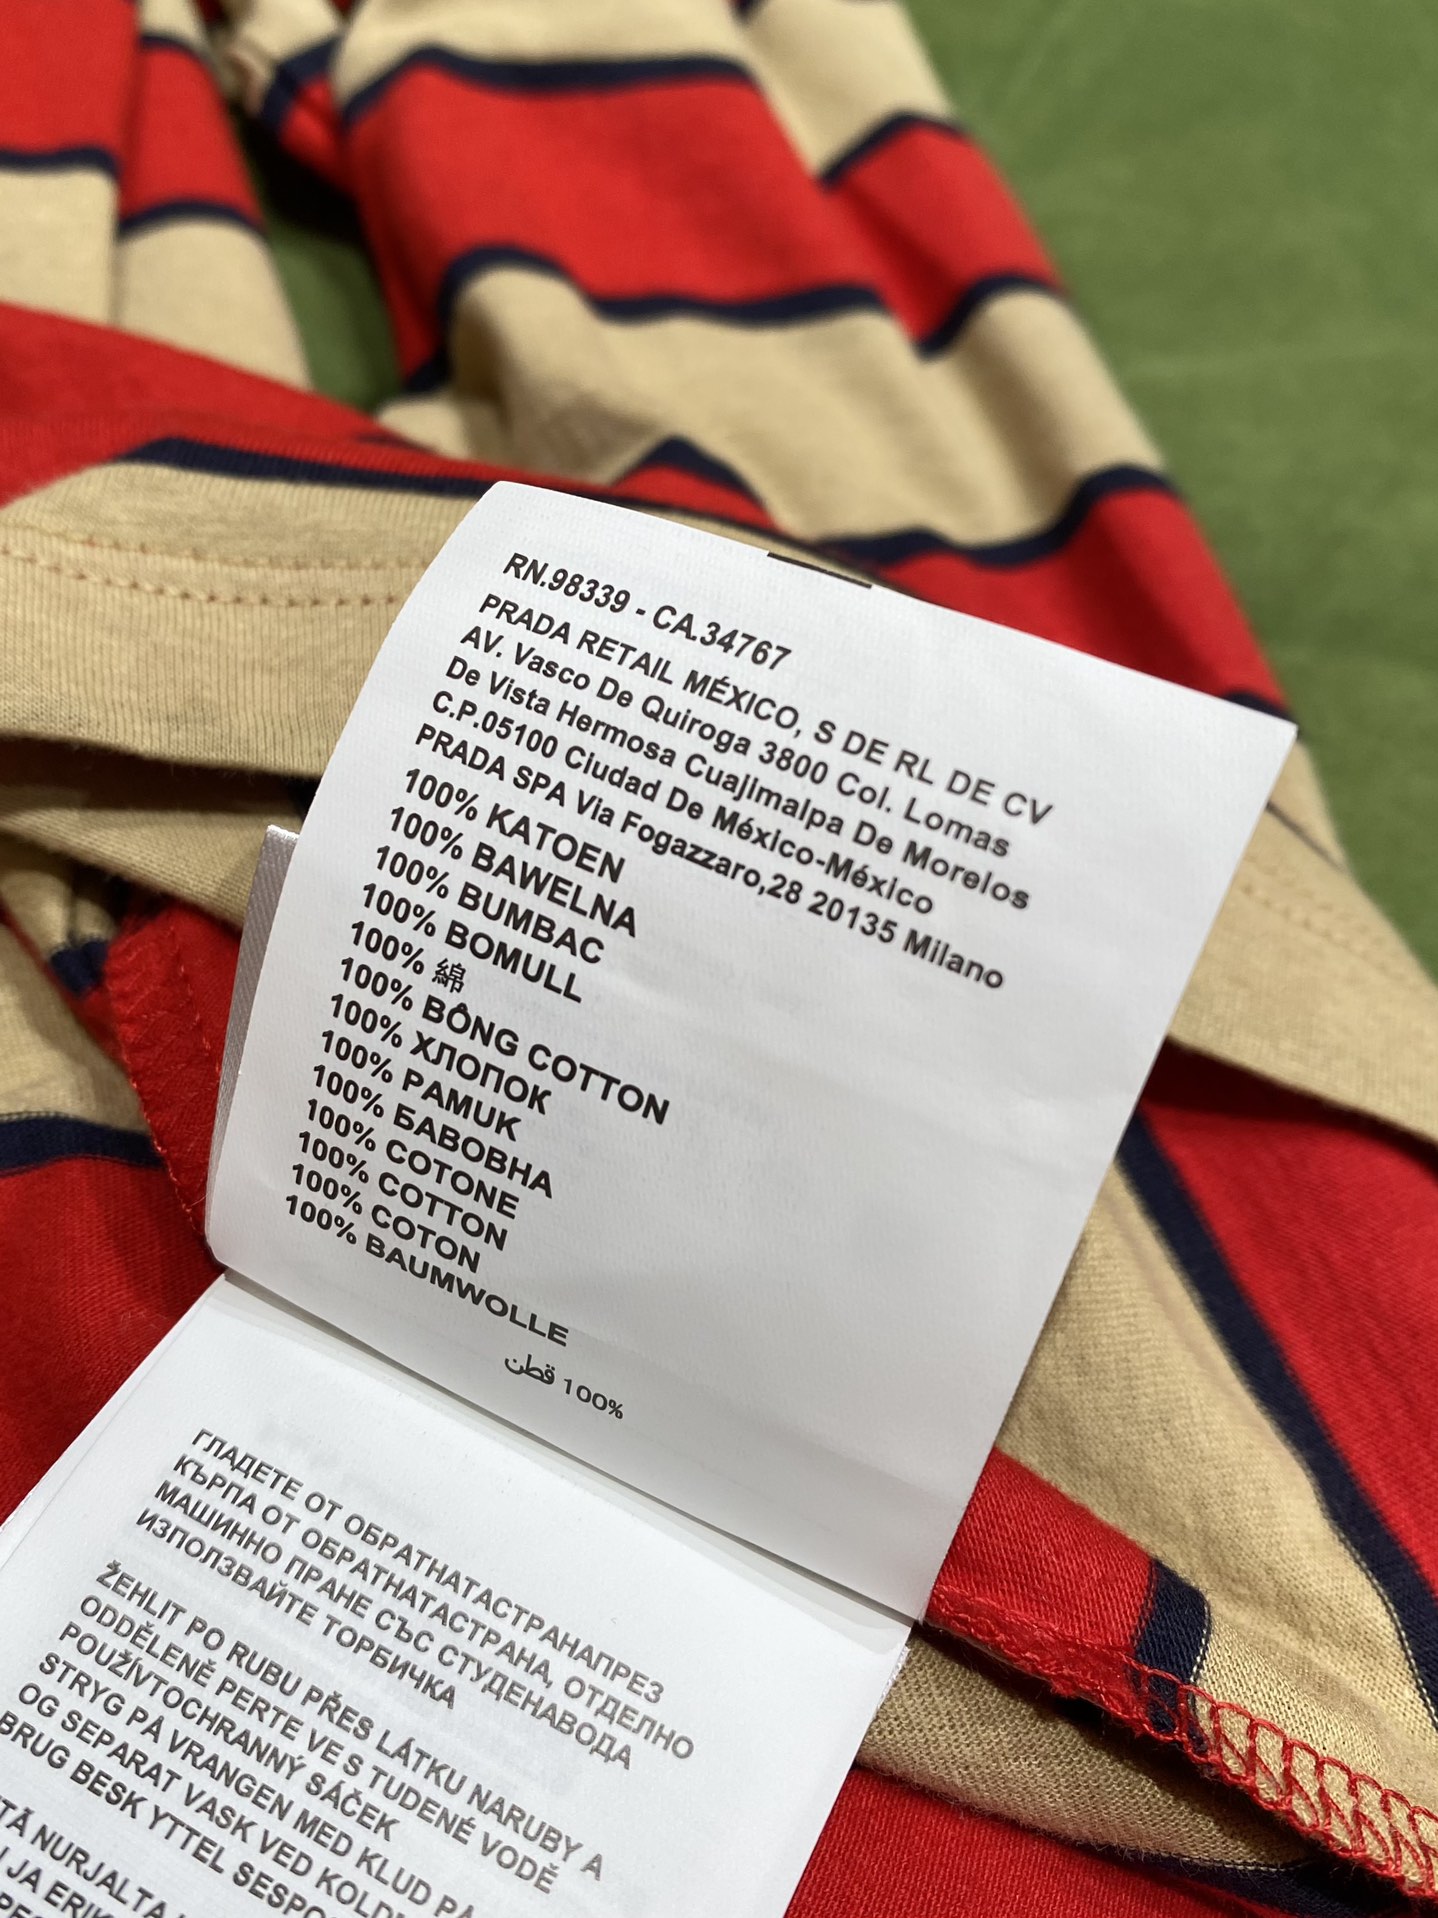 RN.98339 - CA.34767
PRADA RETAIL MÉXICO, S DE RL DE CV
AV. Vasco De Quiroga 3800 Col. Lomas
De Vista Hermosa Cuajimalpa De Morelos
C.P.05100 Ciudad De México-México
PRADA SPA Via Fogazzaro,28 20135 Milano
100% KATOEN
100% BAWELNA
100% BUMBAC
100% BOMULL
100% 綿
100% BÔNG COTTON
100% ХЛОПОК
100% PAMUK
100% БАВОВНА
100% COTONE
100% COTTON
100% COTON
100% BAUMWOLLE
100% قطن
ГЛАДЕТЕ ОТ ОБРАТНАТАСТРАНАПРЕЗ
КЪРПА ОТ ОБРАТНАТАСТРАНА, ОТДЕЛНО
МАШИННО ПРАНЕ СЪС СТУДЕНАВОДА
ИЗПОЛЗВАЙТЕ ТОРБИЧКА
ŽEHLIT PO RUBU PŘES LÁTKU NARUBY A
ODDĚLENĚ PERTE VE S TUDENÉ VODĚ
POUŽÍVTOCHRANNÝ SÁČEK
STRYG PÅ VRANGEN MED KLUD PÅ
OG SEPARAT VASK VED
BRUG BESK YTTEL
NURJALTA
JA